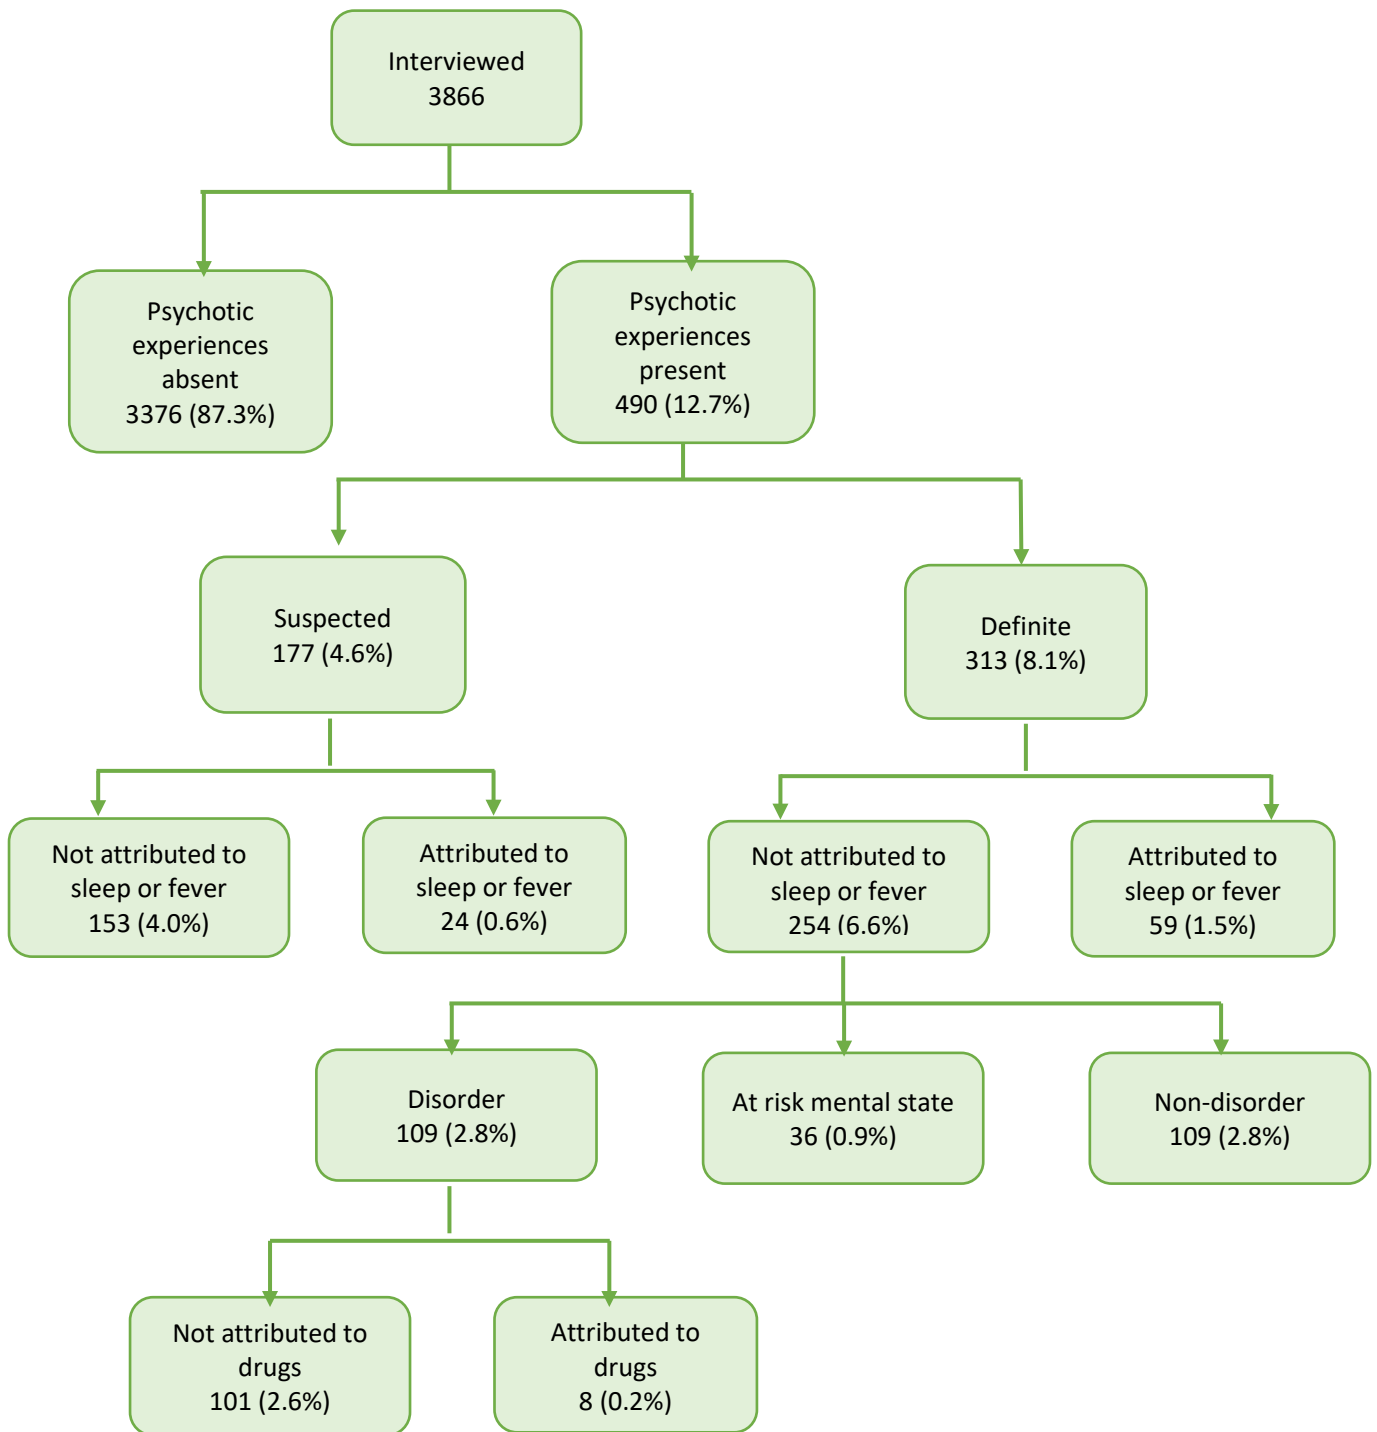 Interviewed
3866
Psychotic
experiences
absent
3376 (87.3%)
Psychotic
experiences
present
490 (12.7%)
Suspected
177 (4.6%)
Definite
313 (8.1%)
Not attributed to
sleep or fever
153 (4.0%)
Attributed to
sleep or fever
24 (0.6%)
Not attributed to
sleep or fever
254 (6.6%)
Attributed to
sleep or fever
59 (1.5%)
Disorder
109 (2.8%)
At risk mental state
36 (0.9%)
Non-disorder
109 (2.8%)
Not attributed to
drugs
101 (2.6%)
Attributed to
drugs
8 (0.2%)